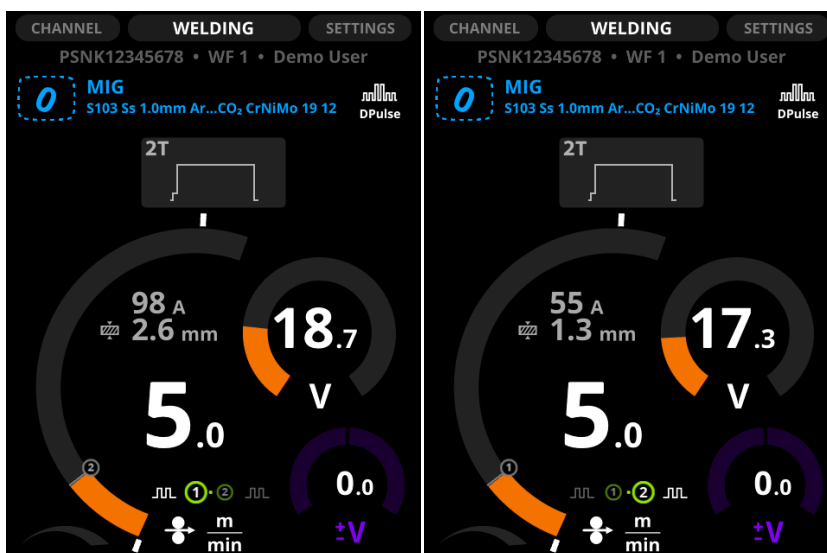 CHANNEL WELDING SETTINGS
PSNK12345678 • WF 1 • Demo User
0 MIG
S103 Ss 1.0mm Ar...CO₂ CrNiMo 19 12
DPulse
2T
98 A
2.6 mm
18.7
V
5.0
2
1 2
0.0
m
min
±V
CHANNEL WELDING SETTINGS
PSNK12345678 • WF 1 • Demo User
0 MIG
S103 Ss 1.0mm Ar...CO₂ CrNiMo 19 12
DPulse
2T
55 A
1.3 mm
17.3
V
5.0
1
1 2
0.0
m
min
±V